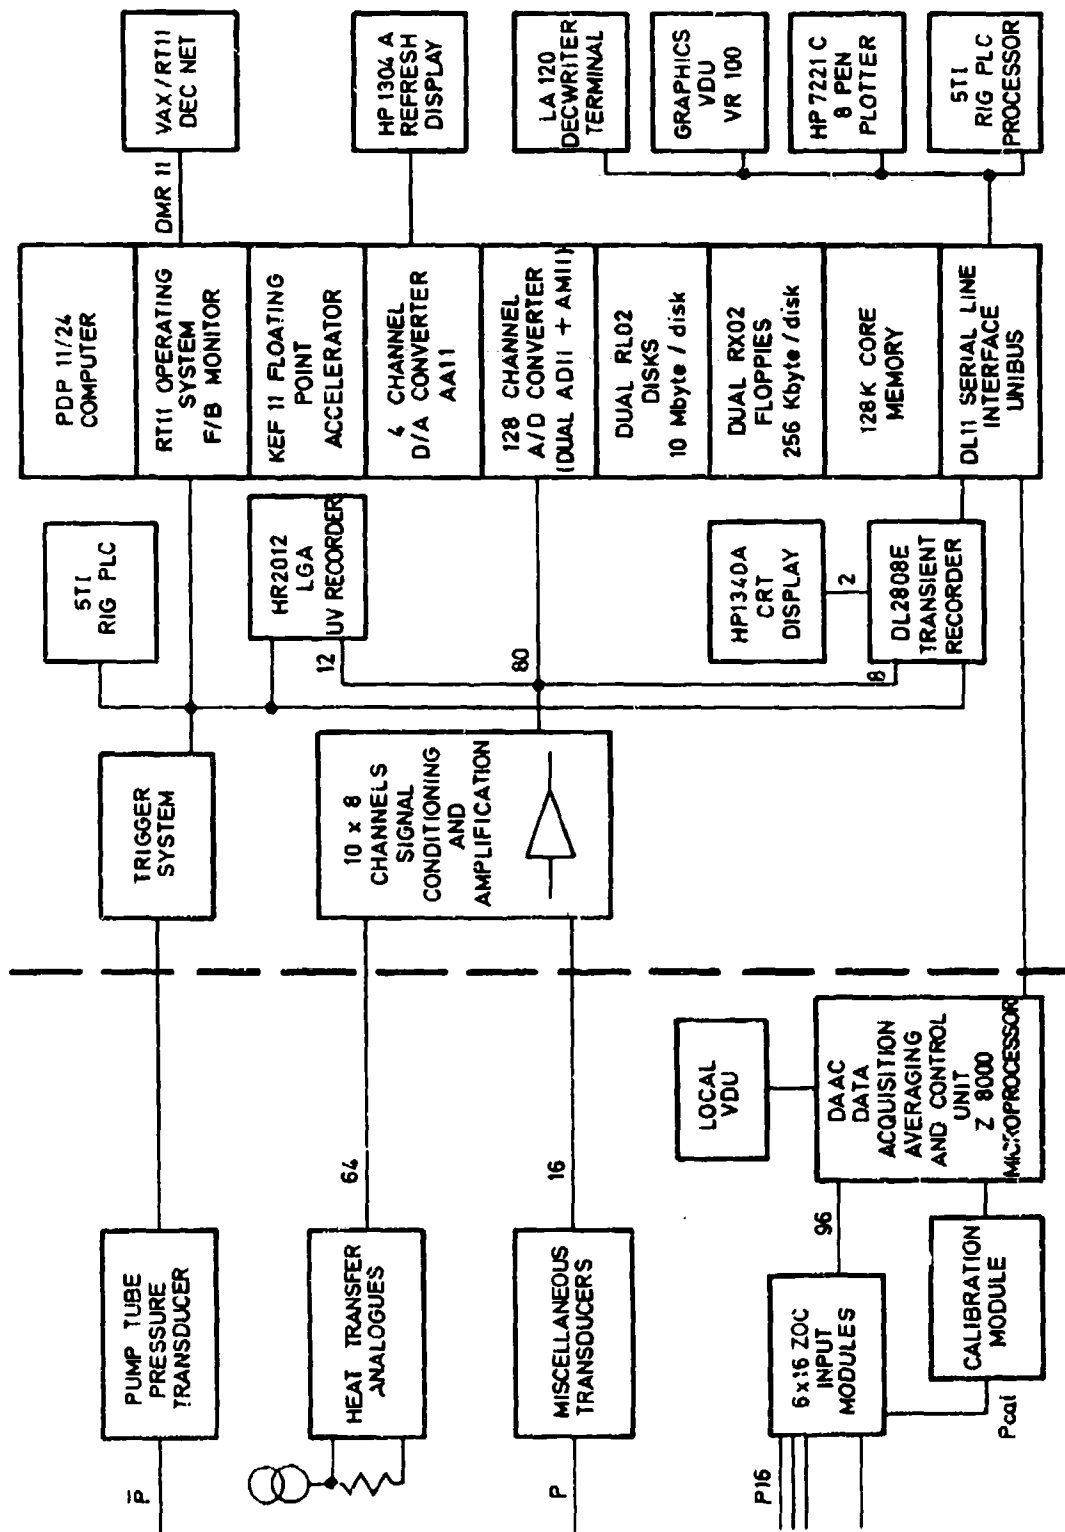 VAX/RT11
DEC NET
HP1304 A
REFRESH
DISPLAY
LA 120
DECWRITER
TERMINAL
GRAPHICS
VDU
VR 100
HP7221 C
8 PEN
PLOTTER
5TI
RIG PLC
PROCESSOR
DMR 11
PDP 11/24
COMPUTER
RT11 OPERATING
SYSTEM
F/B MONITOR
KEF 11 FLOATING
POINT
ACCELERATOR
4 CHANNEL
D/A CONVERTER
AA11
128 CHANNEL
A/D CONVERTER
(DUAL AD11 + AM11)
DUAL RL02
DISKS
10 Mbyte / disk
DUAL RX02
FLOPPIES
256 Kbyte / disk
128K CORE
MEMORY
DL11 SERIAL LINE
INTERFACE
UNIBUS
5TI
RIG PLC
HR2012
LGA
UV RECORDER
HP1340A
CRT
DISPLAY
2
DL2808E
TRANSIENT
RECORDER
12
80
8
TRIGGER
SYSTEM
10 x 8
CHANNELS
SIGNAL
CONDITIONING
AND
AMPLIFICATION
LOCAL
VDU
DAAC
DATA
ACQUISITION
AVERAGING
AND CONTROL
UNIT
Z 8000
MICROPROCESSOR
64
16
96
PUMP TUBE
PRESSURE
TRANSDUCER
HEAT TRANSFER
ANALOGUES
MISCELLANEOUS
TRANSDUCERS
6x16 ZOC
INPUT
MODULES
CALIBRATION
MODULE
P̅
P
P16
Pcal